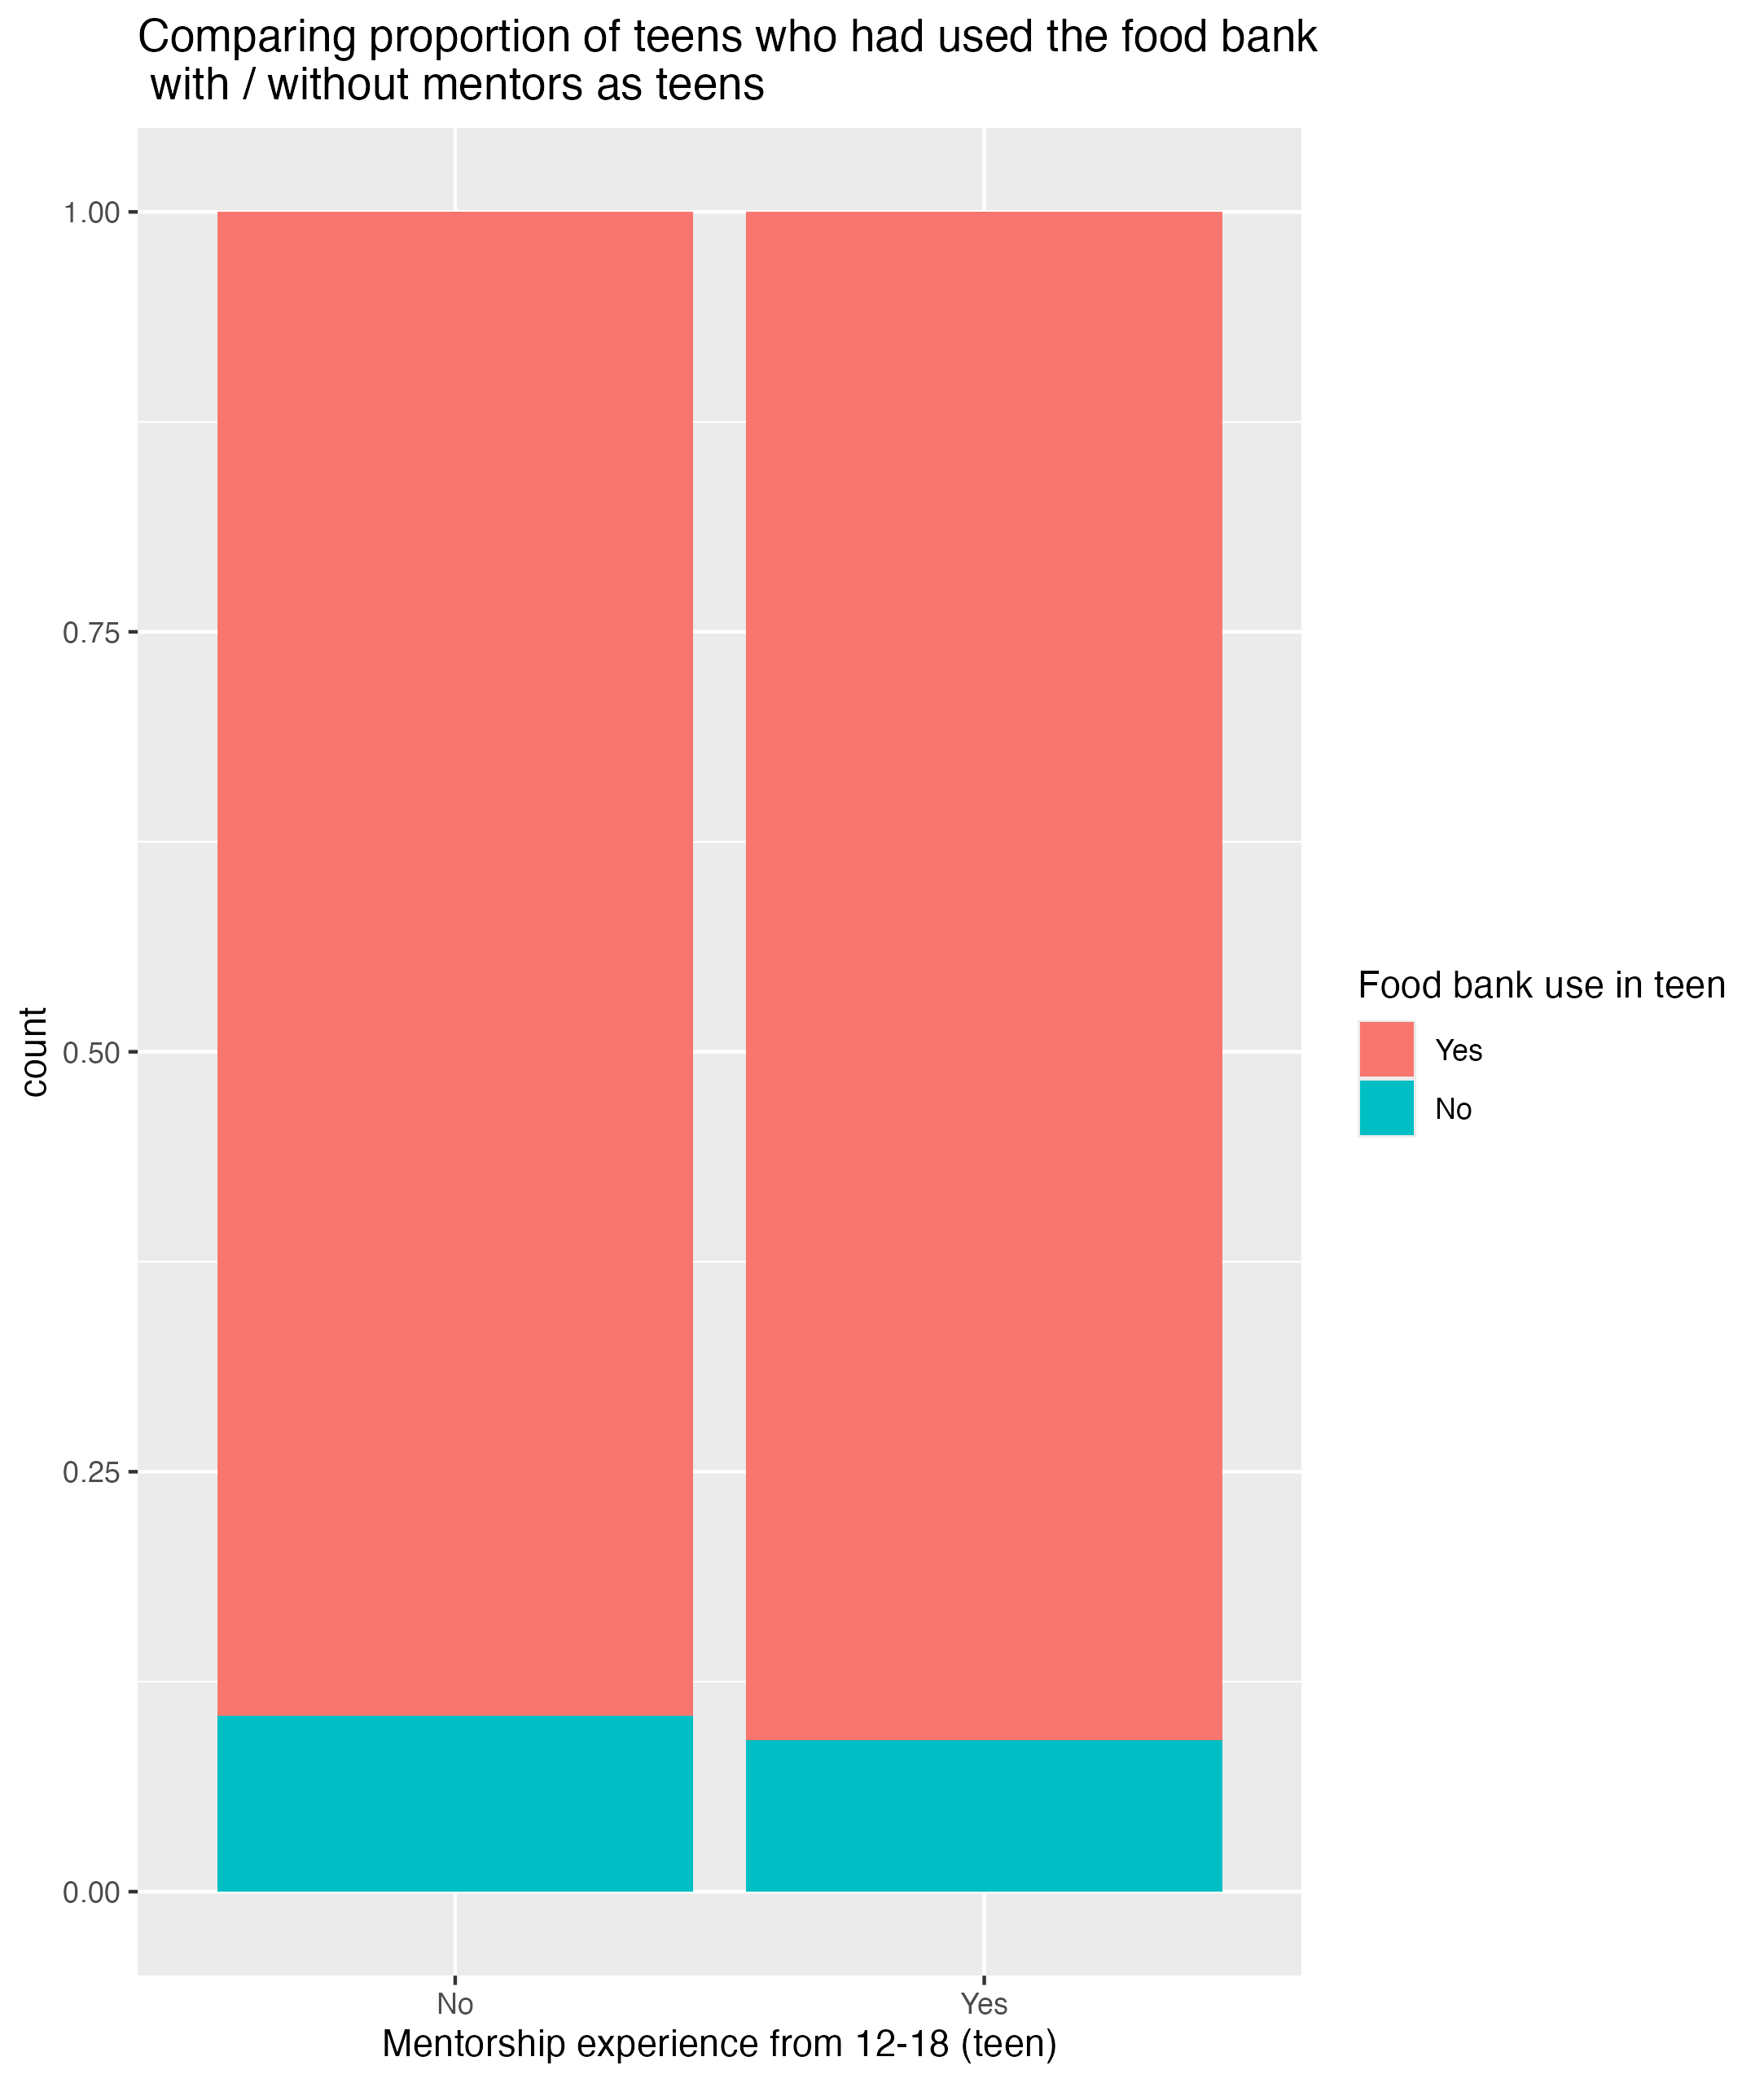 Comparing proportion of teens who had used the food bank
with / without mentors as teens
count
1.00
0.75
0.50
0.25
0.00
No
Yes
Mentorship experience from 12-18 (teen)
Food bank use in teen
Yes
No